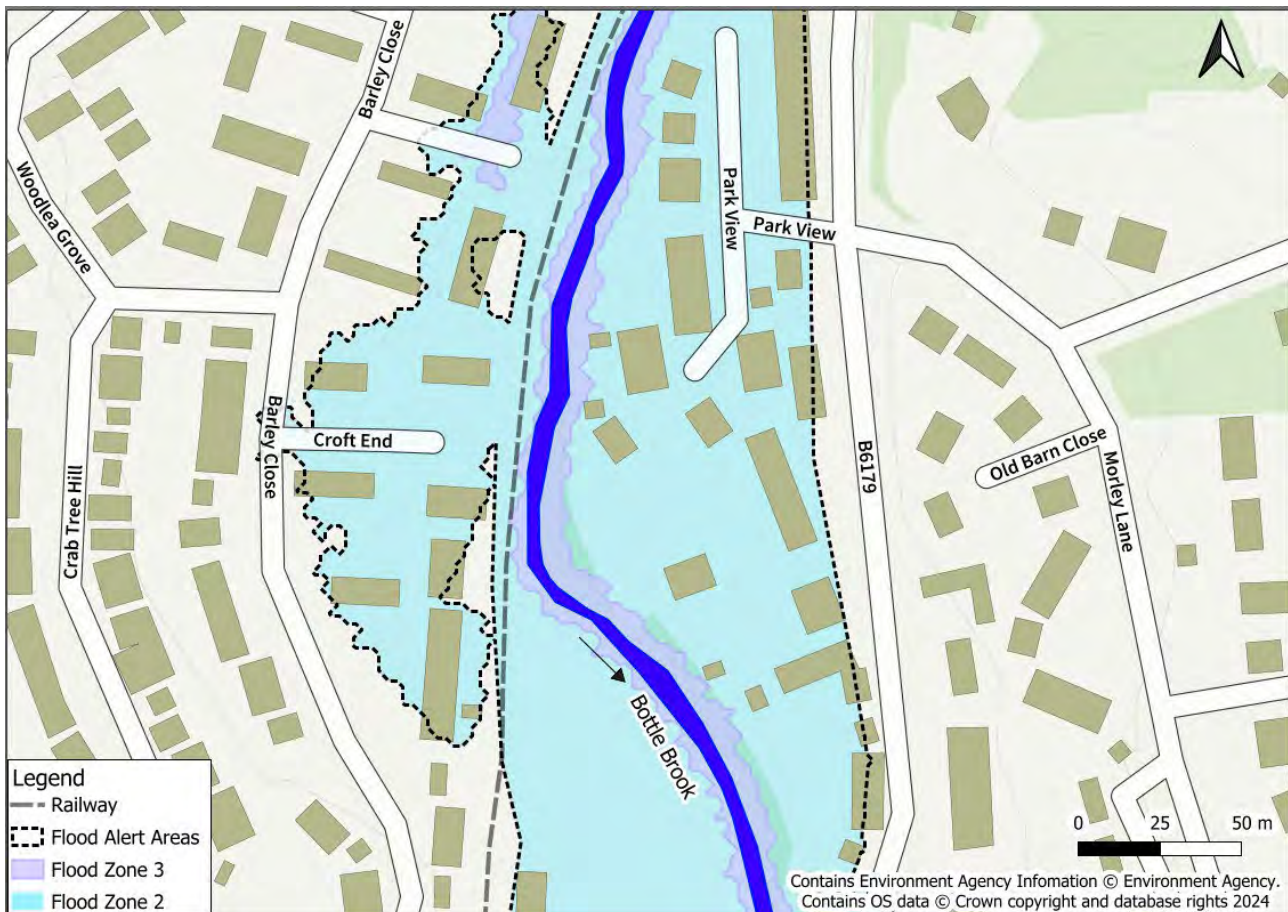 Barley Close
Woodlea Grove
Park View
Park View
Croft End
Barley Close
Crab Tree Hill
B6179
Old Barn Close
Morley Lane
Bottle Brook
Legend
Railway
Flood Alert Areas
Flood Zone 3
Flood Zone 2
0 25 50 m
Contains Environment Agency Infomation © Environment Agency.
Contains OS data © Crown copyright and database rights 2024